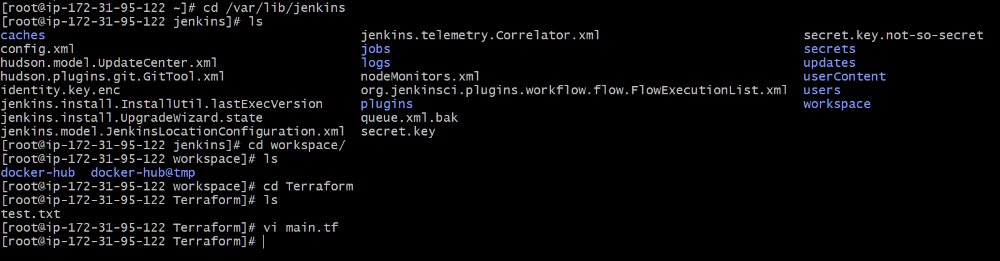 [root@ip-172-31-95-122 ~]# cd /var/lib/jenkins
[root@ip-172-31-95-122 jenkins]# ls
caches jenkins.telemetry.Correlator.xml secret.key.not-so-secret
config.xml jobs secrets
hudson.model.UpdateCenter.xml logs updates
hudson.plugins.git.GitTool.xml nodeMonitors.xml userContent
identity.key.enc org.jenkinsci.plugins.workflow.flow.FlowExecutionList.xml users
jenkins.install.InstallUtil.lastExecVersion plugins workspace
jenkins.install.UpgradeWizard.state queue.xml.bak
jenkins.model.JenkinsLocationConfiguration.xml secret.key
[root@ip-172-31-95-122 jenkins]# cd workspace/
[root@ip-172-31-95-122 workspace]# ls
docker-hub docker-hub@tmp
[root@ip-172-31-95-122 workspace]# cd Terraform
[root@ip-172-31-95-122 Terraform]# ls
test.txt
[root@ip-172-31-95-122 Terraform]# vi main.tf
[root@ip-172-31-95-122 Terraform]#